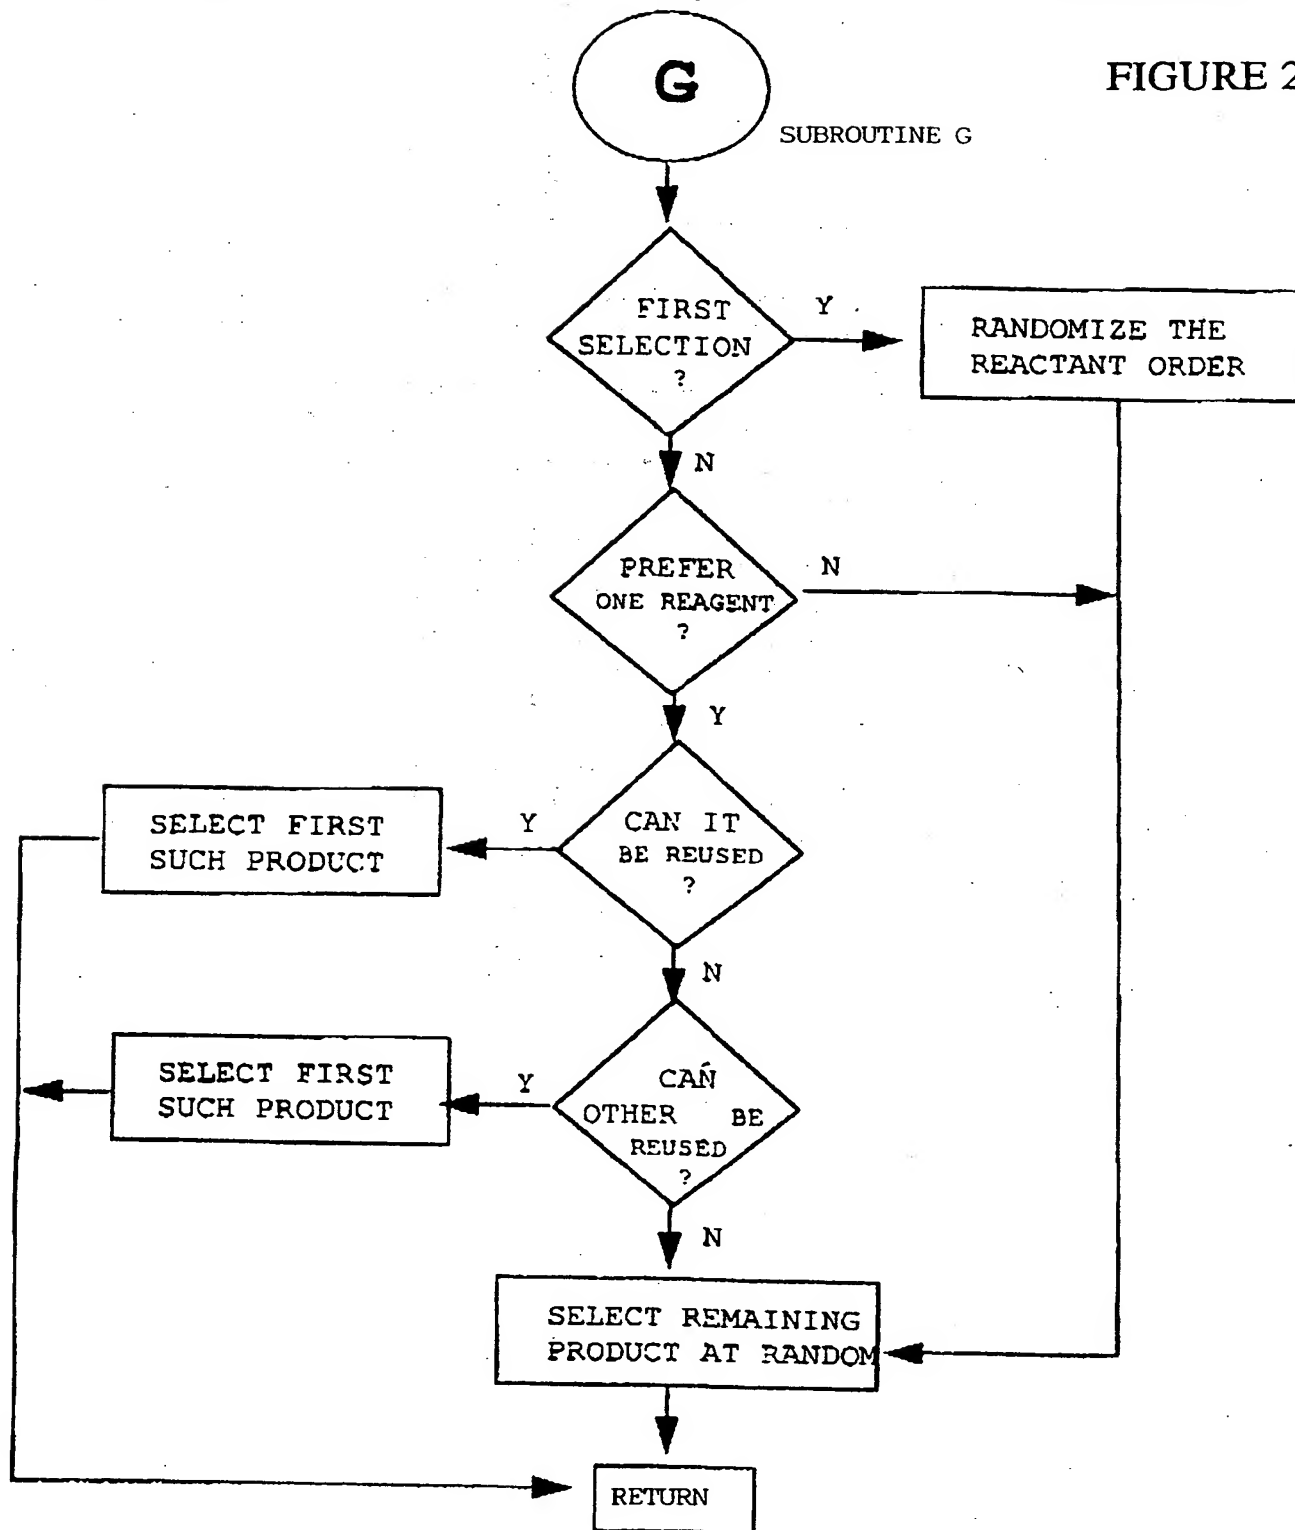 G
FIGURE 2
SUBROUTINE G
FIRST
SELECTION
?
Y
RANDOMIZE THE
REACTANT ORDER
N
PREFER
ONE REAGENT
?
N
Y
CAN IT
BE REUSED
?
Y
SELECT FIRST
SUCH PRODUCT
N
CAN
OTHER BE
REUSED
?
Y
SELECT FIRST
SUCH PRODUCT
N
SELECT REMAINING
PRODUCT AT RANDOM
RETURN